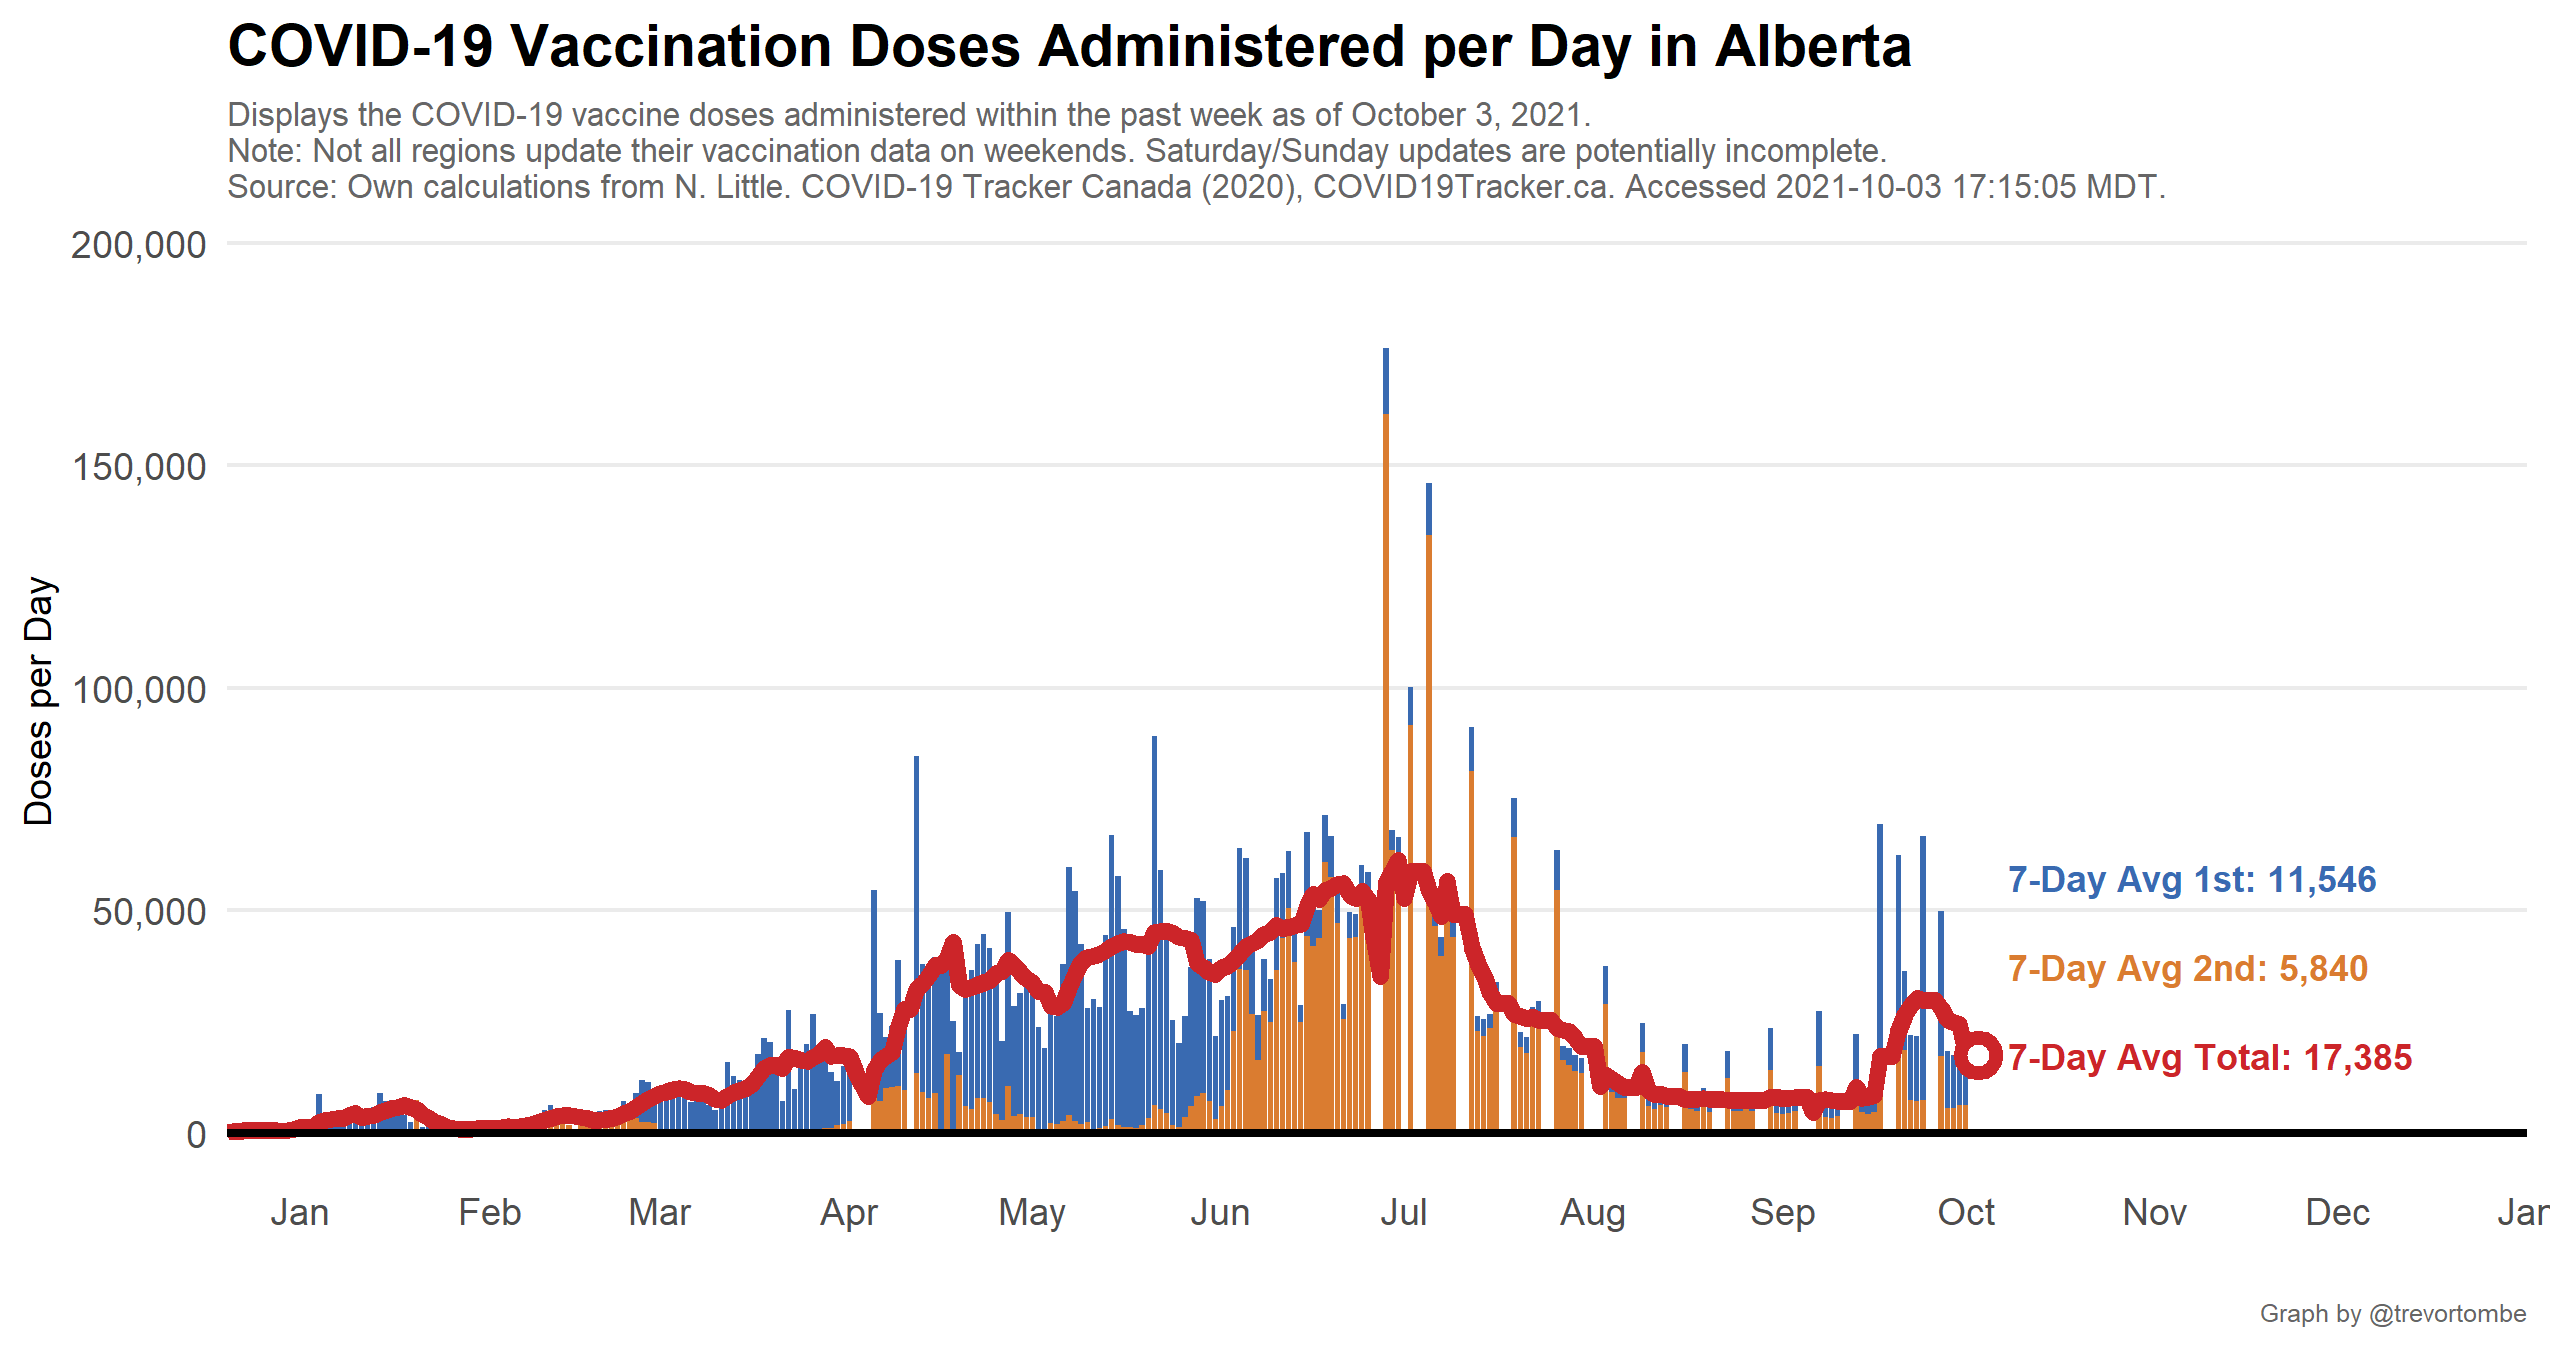 COVID-19 Vaccination Doses Administered per Day in Alberta
Displays the COVID-19 vaccine doses administered within the past week as of October 3, 2021.
Note: Not all regions update their vaccination data on weekends. Saturday/Sunday updates are potentially incomplete.
Source: Own calculations from N. Little. COVID-19 Tracker Canada (2020), COVID19Tracker.ca. Accessed 2021-10-03 17:15:05 MDT.
200,000
150,000
100,000
50,000
0
Doses per Day
7-Day Avg 1st: 11,546
7-Day Avg 2nd: 5,840
7-Day Avg Total: 17,385
Jan Feb Mar Apr May Jun Jul Aug Sep Oct Nov Dec Jan
Graph by @trevortombe